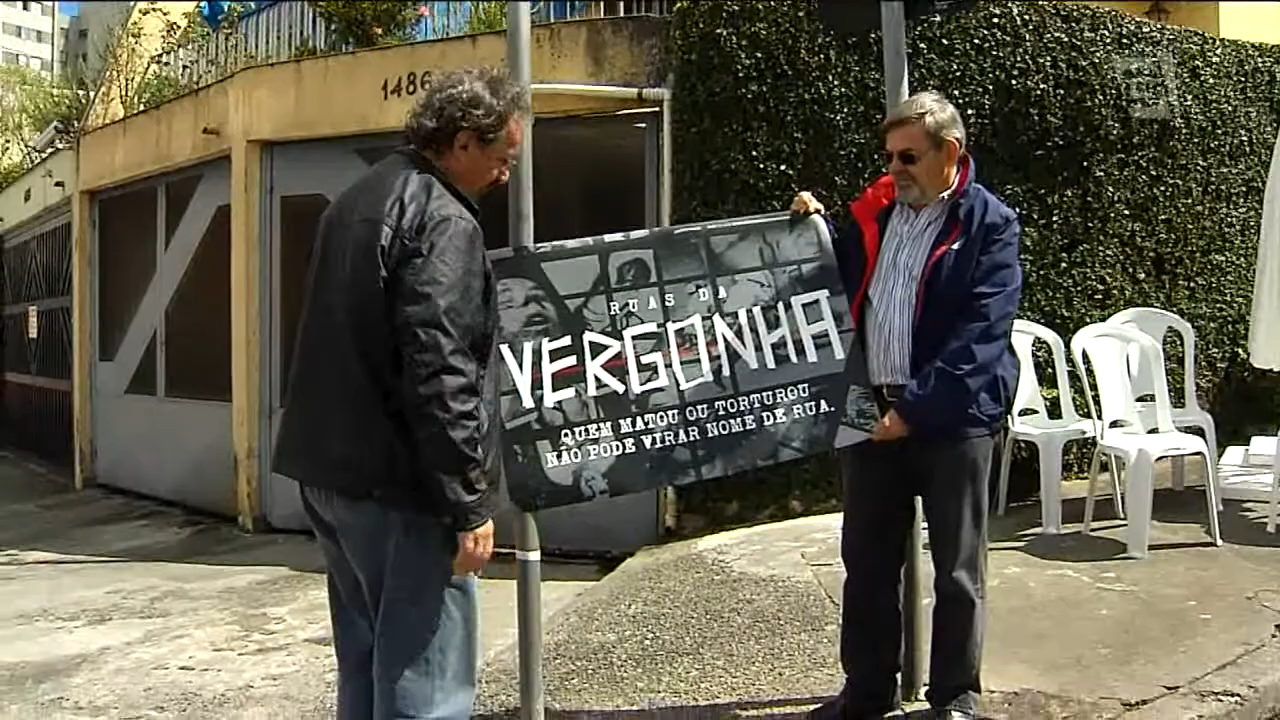 1486
RUAS DA
VERGONHA
QUEM MATOU OU TORTUROU
NÃO PODE VIRAR NOME DE RUA.